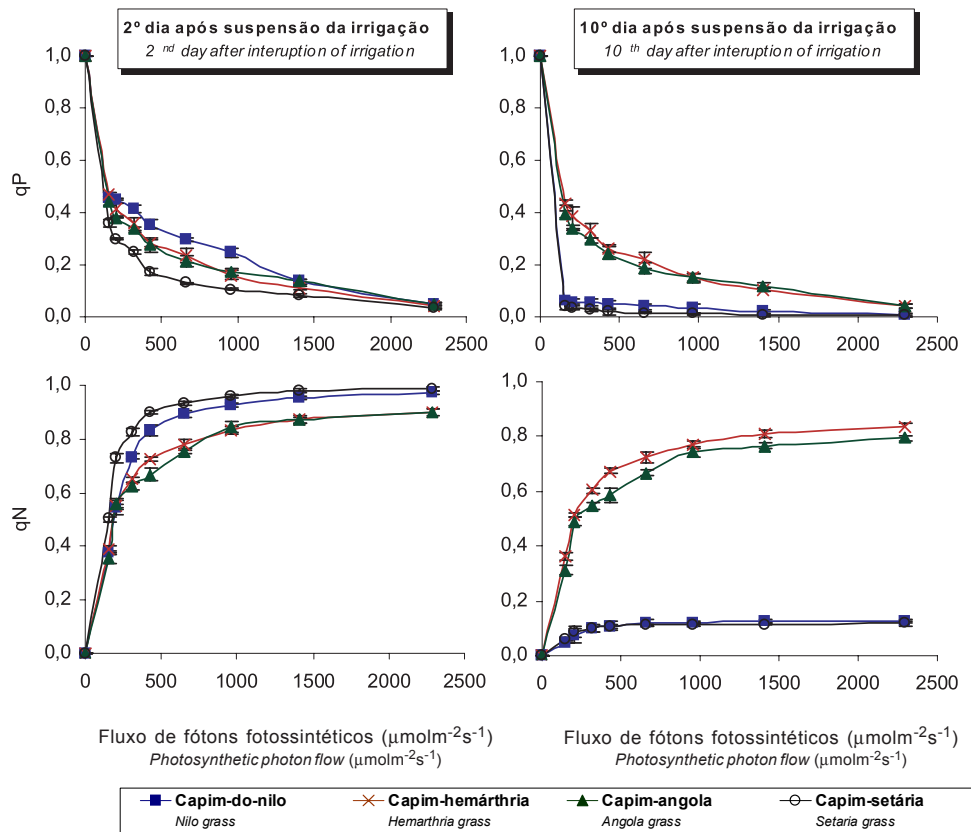 2º dia após suspensão da irrigação
2 nd day after interuption of irrigation
10º dia após suspensão da irrigação
10 th day after interuption of irrigation
qP
1,0
0,8
0,6
0,4
0,2
0,0
0 500 1000 1500 2000 2500
1,0
0,8
0,6
0,4
0,2
0,0
0 500 1000 1500 2000 2500
qN
1,0
0,8
0,6
0,4
0,2
0,0
0 500 1000 1500 2000 2500
1,0
0,8
0,6
0,4
0,2
0,0
0 500 1000 1500 2000 2500
Fluxo de fótons fotossintéticos (μmolm-2s-1)
Photosynthetic photon flow (μmolm-2s-1)
Fluxo de fótons fotossintéticos (μmolm-2s-1)
Photosynthetic photon flow (μmolm-2s-1)
Capim-do-nilo Capim-hemárthria Capim-angola Capim-setária
Nilo grass Hemarthria grass Angola grass Setaria grass